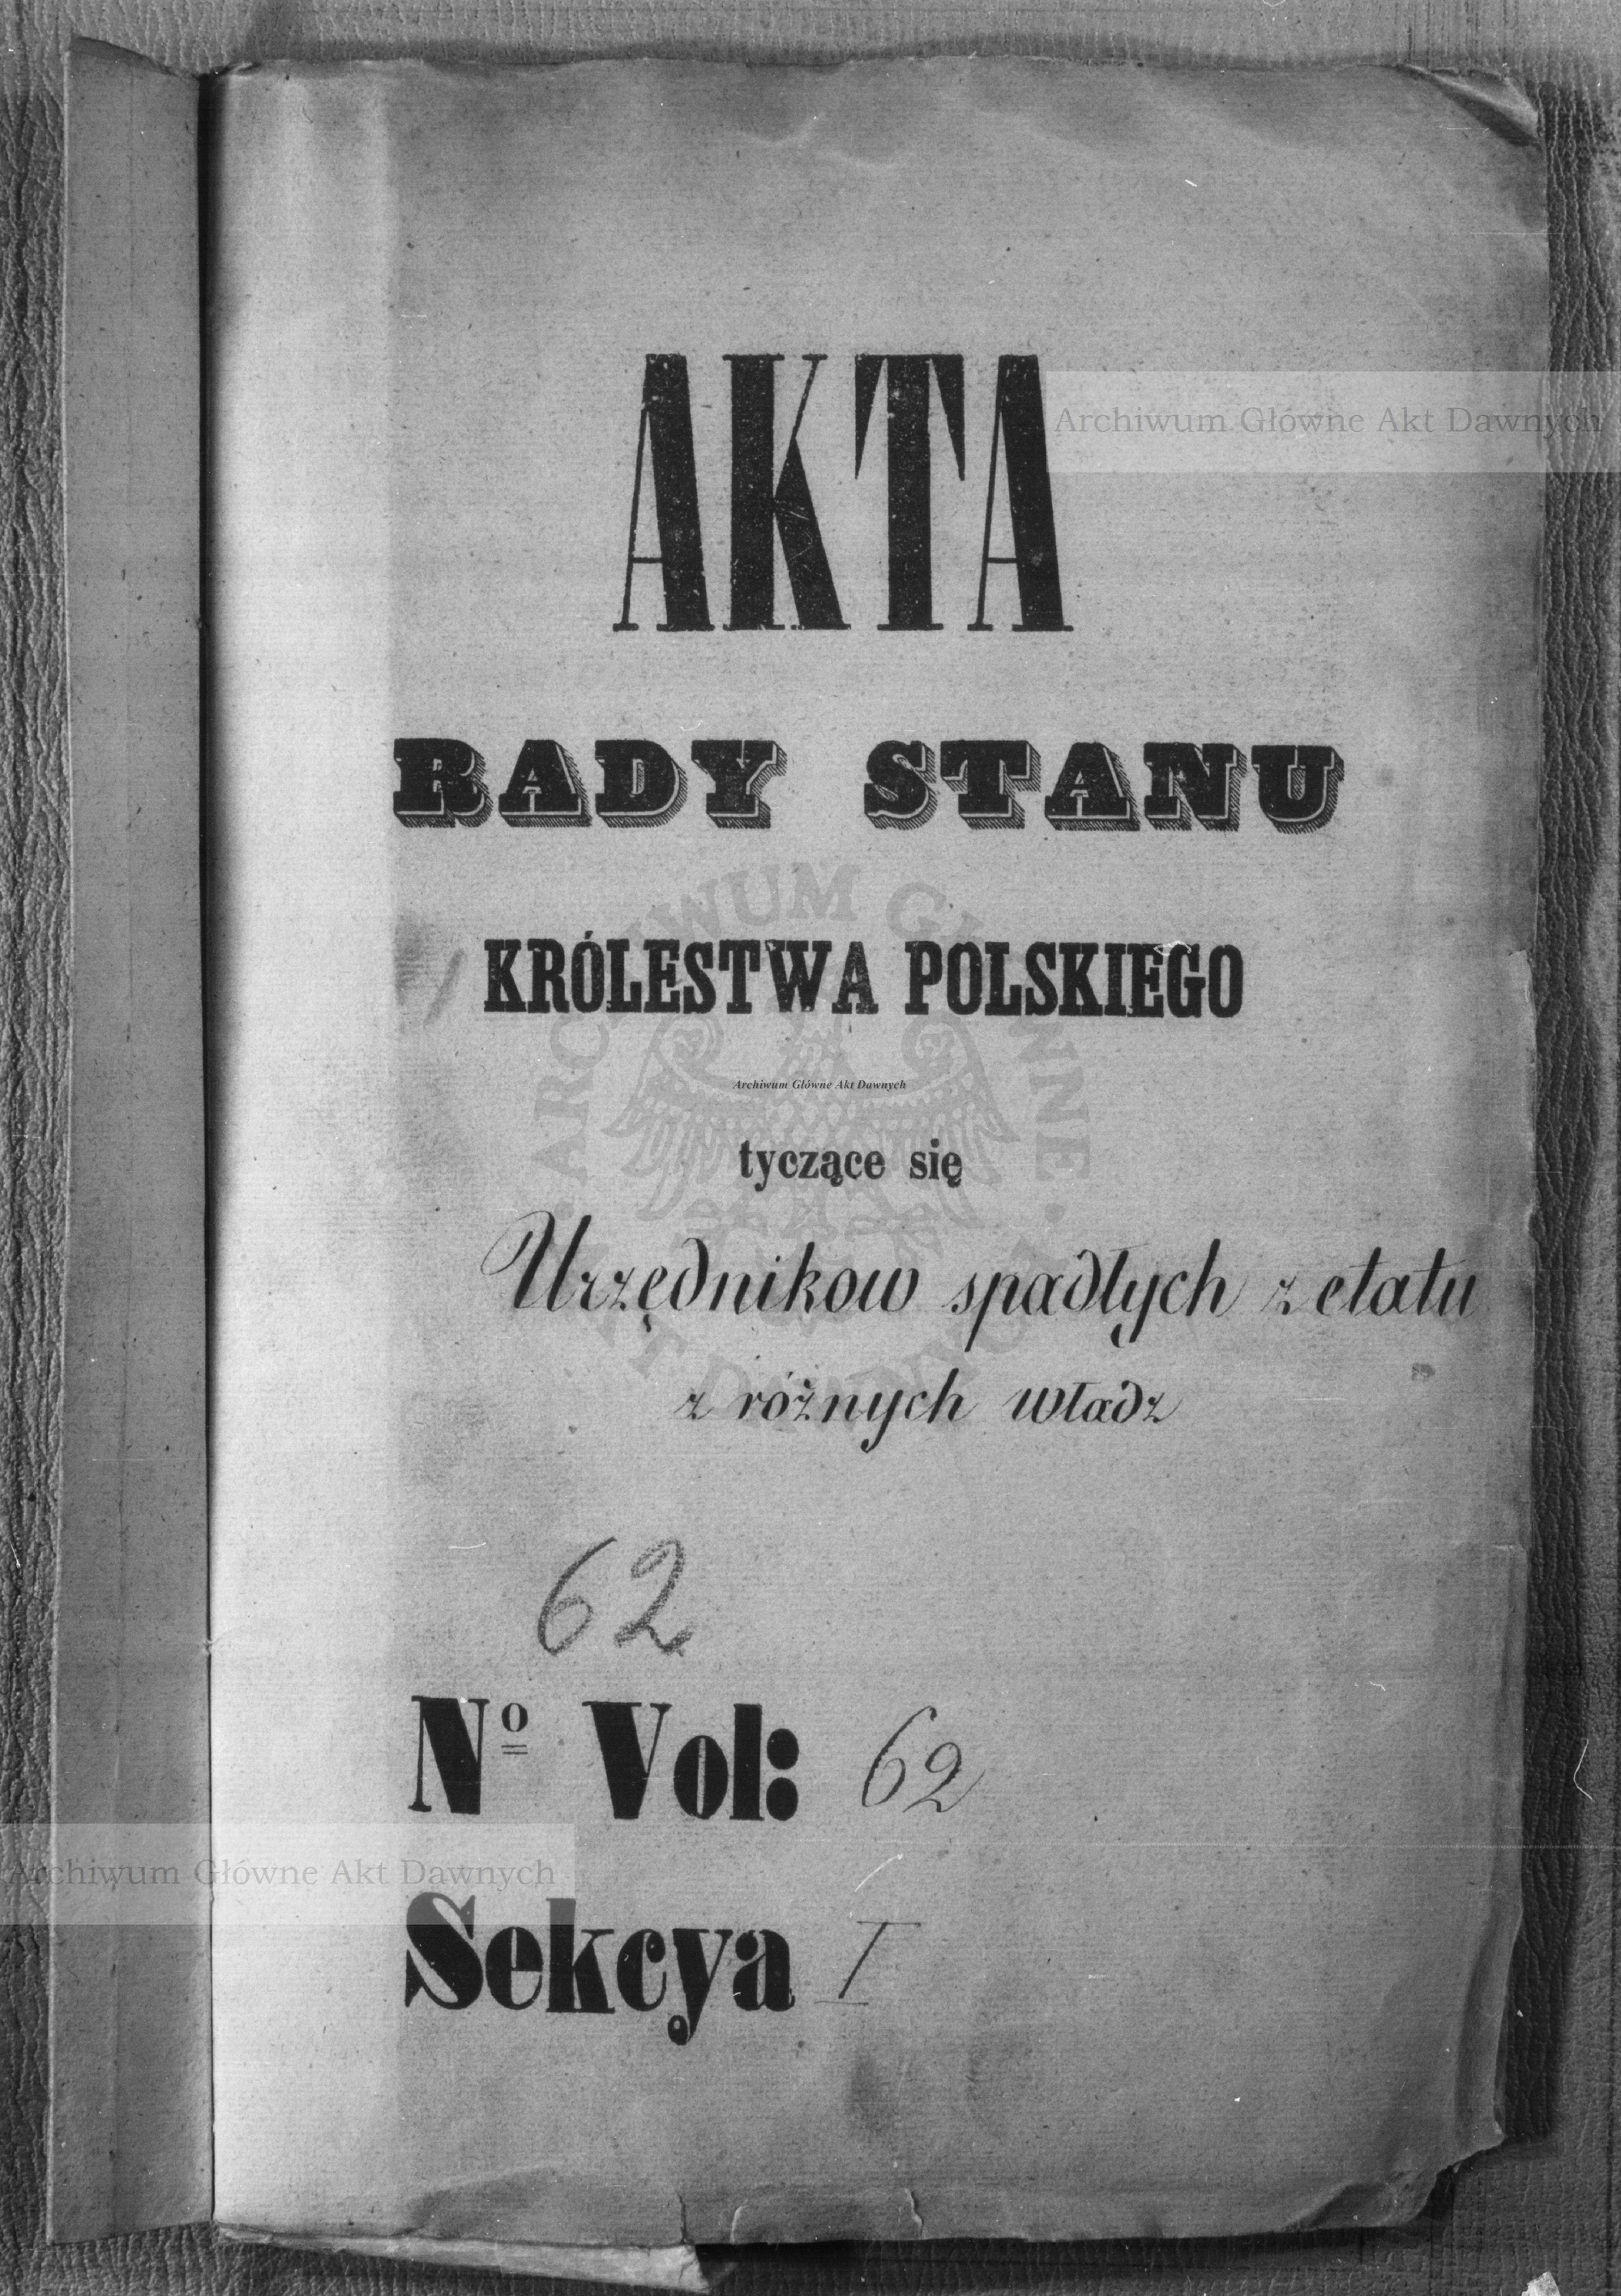 AKTA
Archiwum Główne Akt Dawnych
RADY STANU
KRÓLESTWA POLSKIEGO
Archiwum Główne Akt Dawnych
tyczące się
Urzędnikow spadłych z etatu
z różnych władz
62
Nº Vol: 62
Archiwum Główne Akt Dawnych
Sekcya I